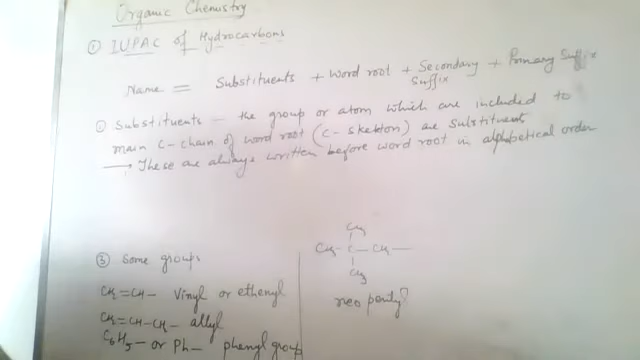 Organic Chemistry
① IUPAC of Hydrocarbons
Name = Substituents + word root + Secondary suffix + Primary suffix
① Substituents – the group or atom which are included to
main C-chain of word root (C-skeleton) are substituent
→ These are always written before word root in alphabetical order
③ Some groups
CH₂=CH– Vinyl or ethenyl
CH₂=CH–CH₂– allyl
C₆H₅– or Ph– phenyl group
CH₃
CH₃–C–CH₂–
CH₃
neo pentyl